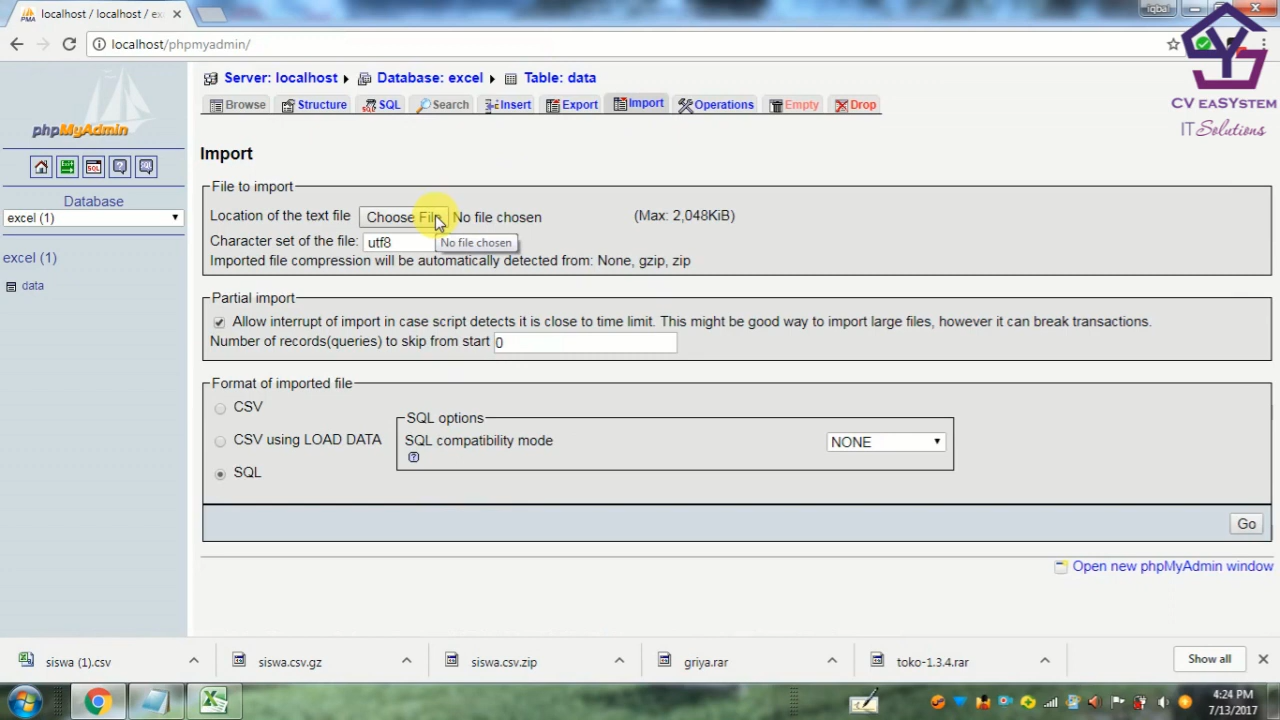 localhost / localhost / ex
iqbal
localhost/phpmyadmin/
CV EASYSTEM
IT Solutions
phpMyAdmin
Database
excel (1)
excel (1)
data
Server: localhost
Database: excel
Table: data
Browse
Structure
SQL
Search
Insert
Export
Import
Operations
Empty
Drop
Import
File to import
Location of the text file
Choose File
No file chosen
(Max: 2,048KiB)
Character set of the file:
utf8
No file chosen
Imported file compression will be automatically detected from: None, gzip, zip
Partial import
Allow interrupt of import in case script detects it is close to time limit. This might be good way to import large files, however it can break transactions.
Number of records(queries) to skip from start
0
Format of imported file
CSV
CSV using LOAD DATA
SQL
SQL options
SQL compatibility mode
NONE
Go
Open new phpMyAdmin window
siswa (1).csv
siswa.csv.gz
siswa.csv.zip
griya.rar
toko-1.3.4.rar
Show all
4:24 PM
7/13/2017